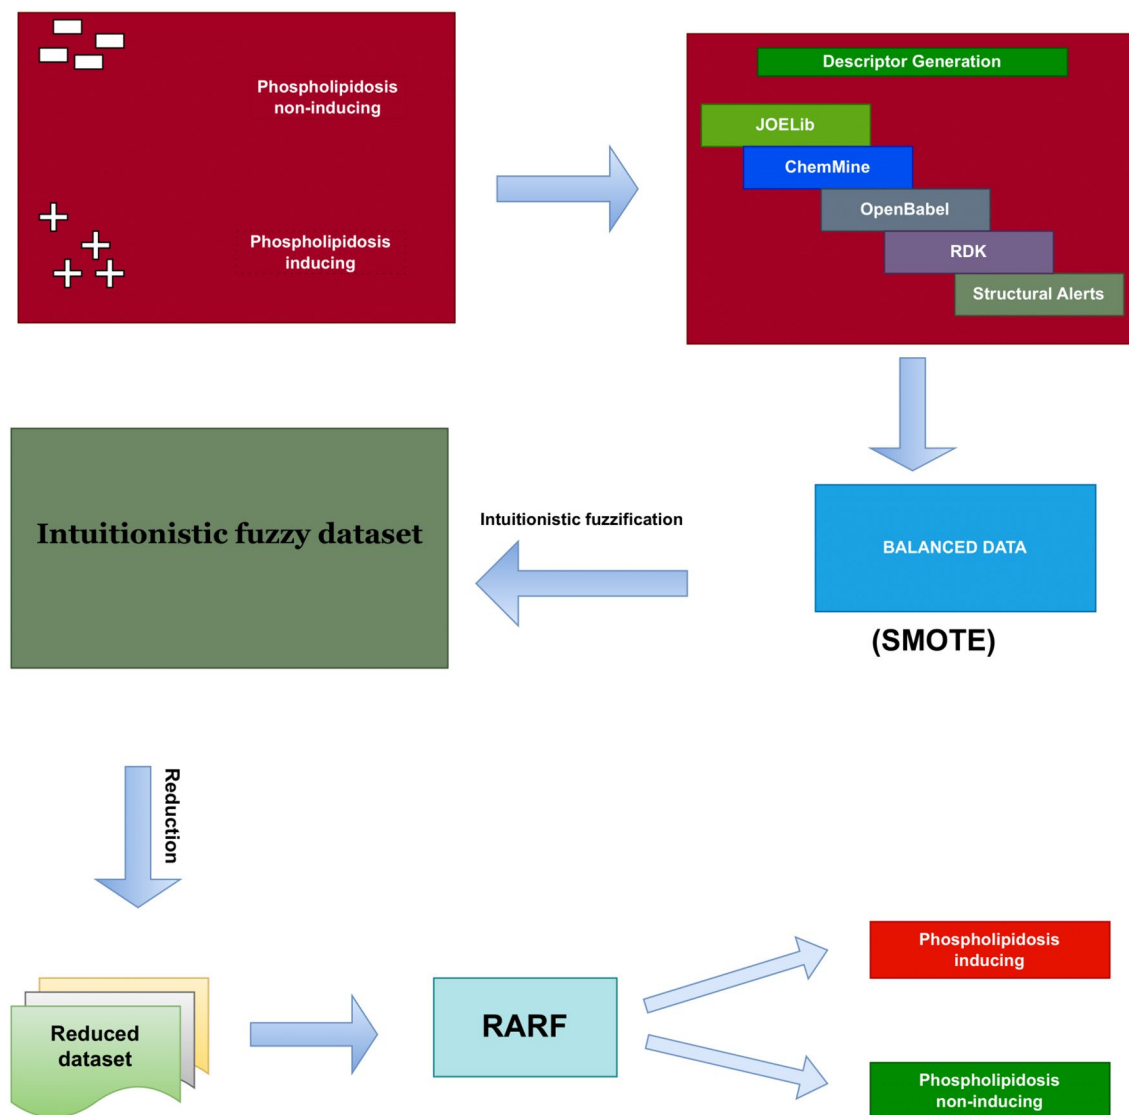 Phospholipidosis
non-inducing
Phospholipidosis
inducing
Descriptor Generation
JOELib
ChemMine
OpenBabel
RDK
Structural Alerts
BALANCED DATA
(SMOTE)
Intuitionistic fuzzification
Intuitionistic fuzzy dataset
Reduction
Reduced
dataset
RARF
Phospholipidosis
inducing
Phospholipidosis
non-inducing